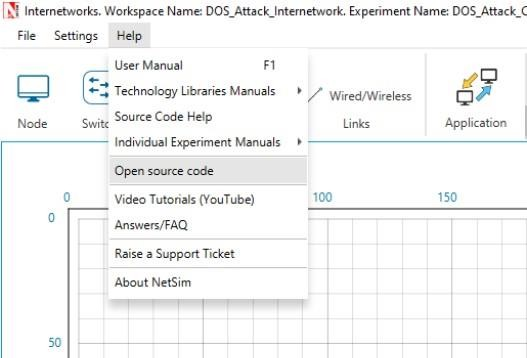 Internetworks. Workspace Name: DOS_Attack_Internetwork. Experiment Name: DOS_Attack_
File Settings Help
User Manual F1
Technology Libraries Manuals
Source Code Help
Individual Experiment Manuals
Open source code
Video Tutorials (YouTube)
Answers/FAQ
Raise a Support Ticket
About NetSim
Node
Switc
Wired/Wireless
Links
Application
0 100 150
0
50